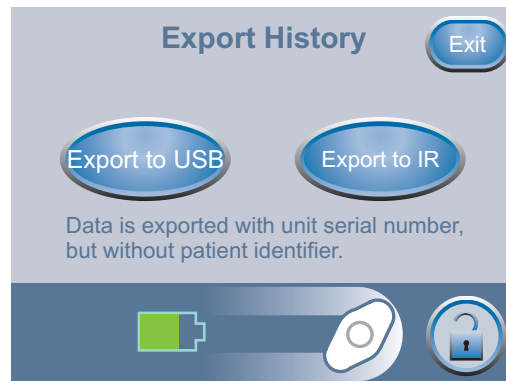 Export History
Exit
Export to USB
Export to IR
Data is exported with unit serial number,
but without patient identifier.